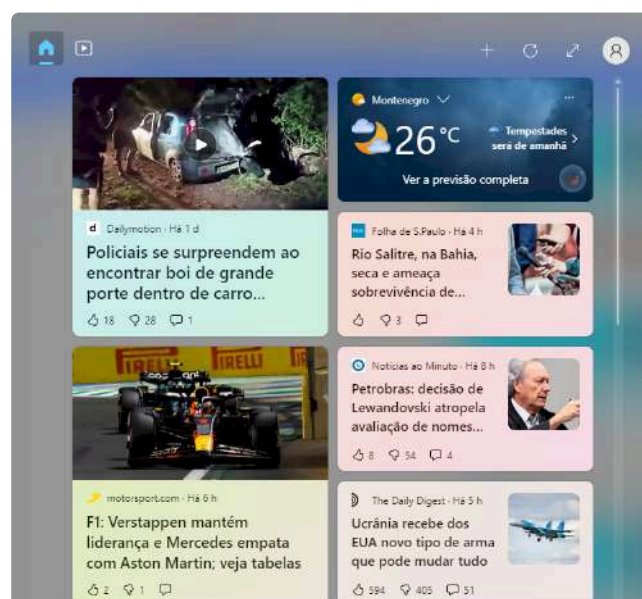 d Dailymotion · Há 1 d
Policiais se surpreendem ao
encontrar boi de grande
porte dentro de carro...
18 28 1
Montenegro
26 °C
Tempestades
será de amanhã
Ver a previsão completa
Folha de S.Paulo · Há 4 h
Rio Salitre, na Bahia,
seca e ameaça
sobrevivência de...
3
IRELLI PIRELLI
motorsport.com · Há 6 h
F1: Verstappen mantém
liderança e Mercedes empata
com Aston Martin; veja tabelas
2 1
Notícias ao Minuto · Há 8 h
Petrobras: decisão de
Lewandovski atropela
avaliação de nomes...
8 54 4
The Daily Digest · Há 5 h
Ucrânia recebe dos
EUA novo tipo de arma
que pode mudar tudo
594 405 51